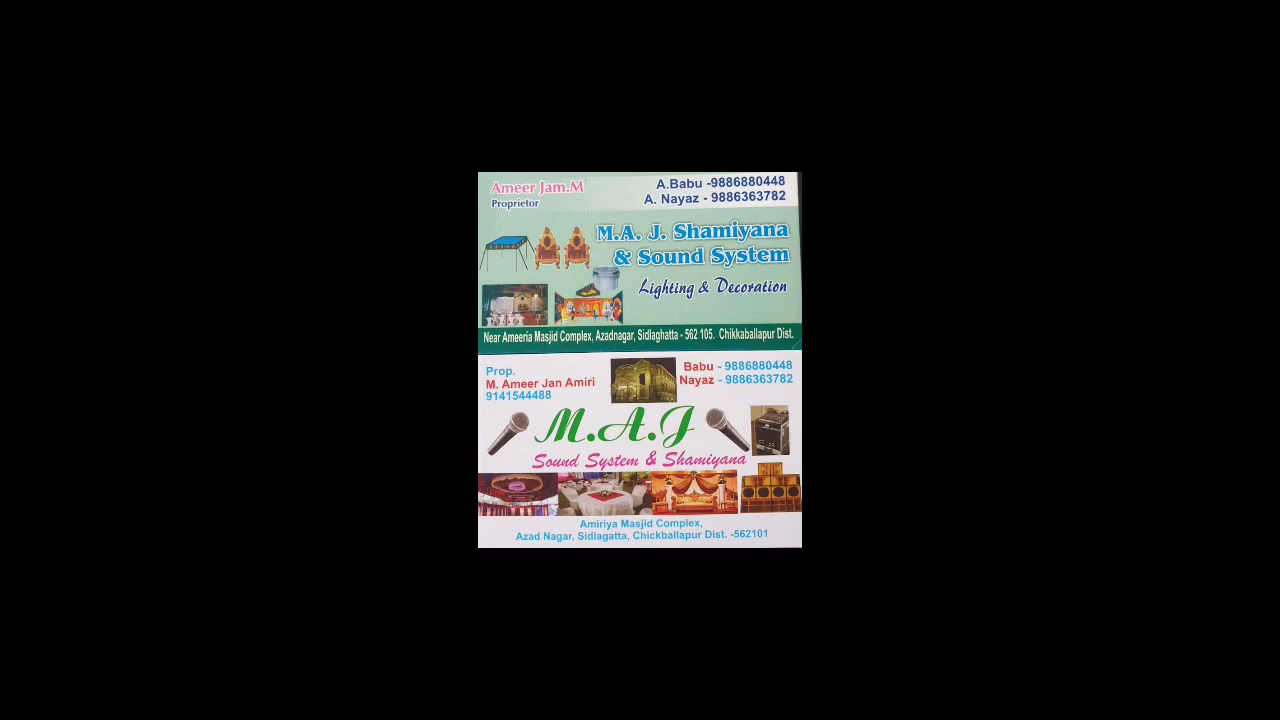 Ameer Jam.M
Proprietor
A.Babu -9886880448
A. Nayaz - 9886363782
M.A. J. Shamiyana
& Sound System
Lighting & Decoration
Near Ameeria Masjid Complex, Azadnagar, Sidlaghatta - 562 105. Chikkaballapur Dist.
Prop.
M. Ameer Jan Amiri
9141544488
Babu - 9886880448
Nayaz - 9886363782
M.A.J
Sound System & Shamiyana
Amiriya Masjid Complex,
Azad Nagar, Sidlagatta, Chickballapur Dist. -562101